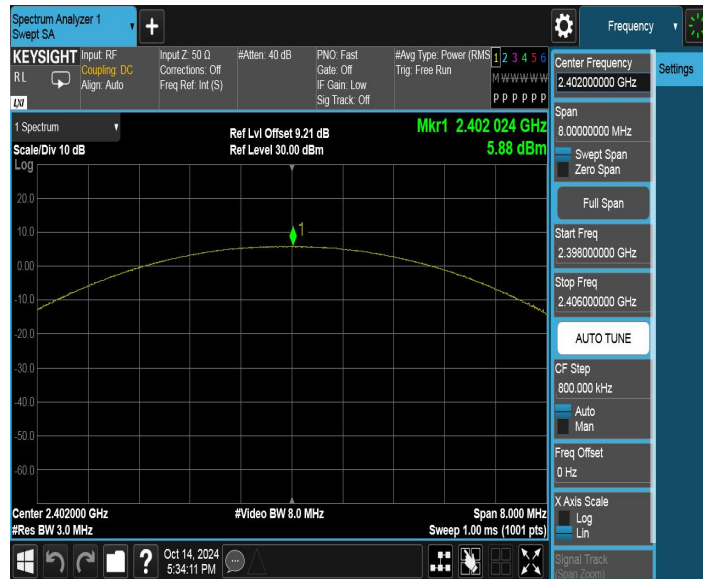 Spectrum Analyzer 1
Swept SA
+
Frequency
KEYSIGHT
RL
LXI
Input: RF
Coupling: DC
Align: Auto
Input Z: 50 Ω
Corrections: Off
Freq Ref: Int (S)
#Atten: 40 dB
PNO: Fast
Gate: Off
IF Gain: Low
Sig Track: Off
#Avg Type: Power (RMS
Trig: Free Run
1 2 3 4 5 6
M W W W W W
P P P P P P
1 Spectrum
Scale/Div 10 dB
Log
Ref Lvl Offset 9.21 dB
Ref Level 30.00 dBm
Mkr1 2.402 024 GHz
5.88 dBm
1
20.0
10.0
0.00
-10.0
-20.0
-30.0
-40.0
-50.0
-60.0
Center 2.402000 GHz
#Res BW 3.0 MHz
#Video BW 8.0 MHz
Span 8.000 MHz
Sweep 1.00 ms (1001 pts)
Oct 14, 2024
5:34:11 PM
Center Frequency
2.402000000 GHz
Span
8.00000000 MHz
Swept Span
Zero Span
Full Span
Start Freq
2.398000000 GHz
Stop Freq
2.406000000 GHz
AUTO TUNE
CF Step
800.000 kHz
Auto
Man
Freq Offset
0 Hz
X Axis Scale
Log
Lin
Signal Track
(Span Zoom)
Settings